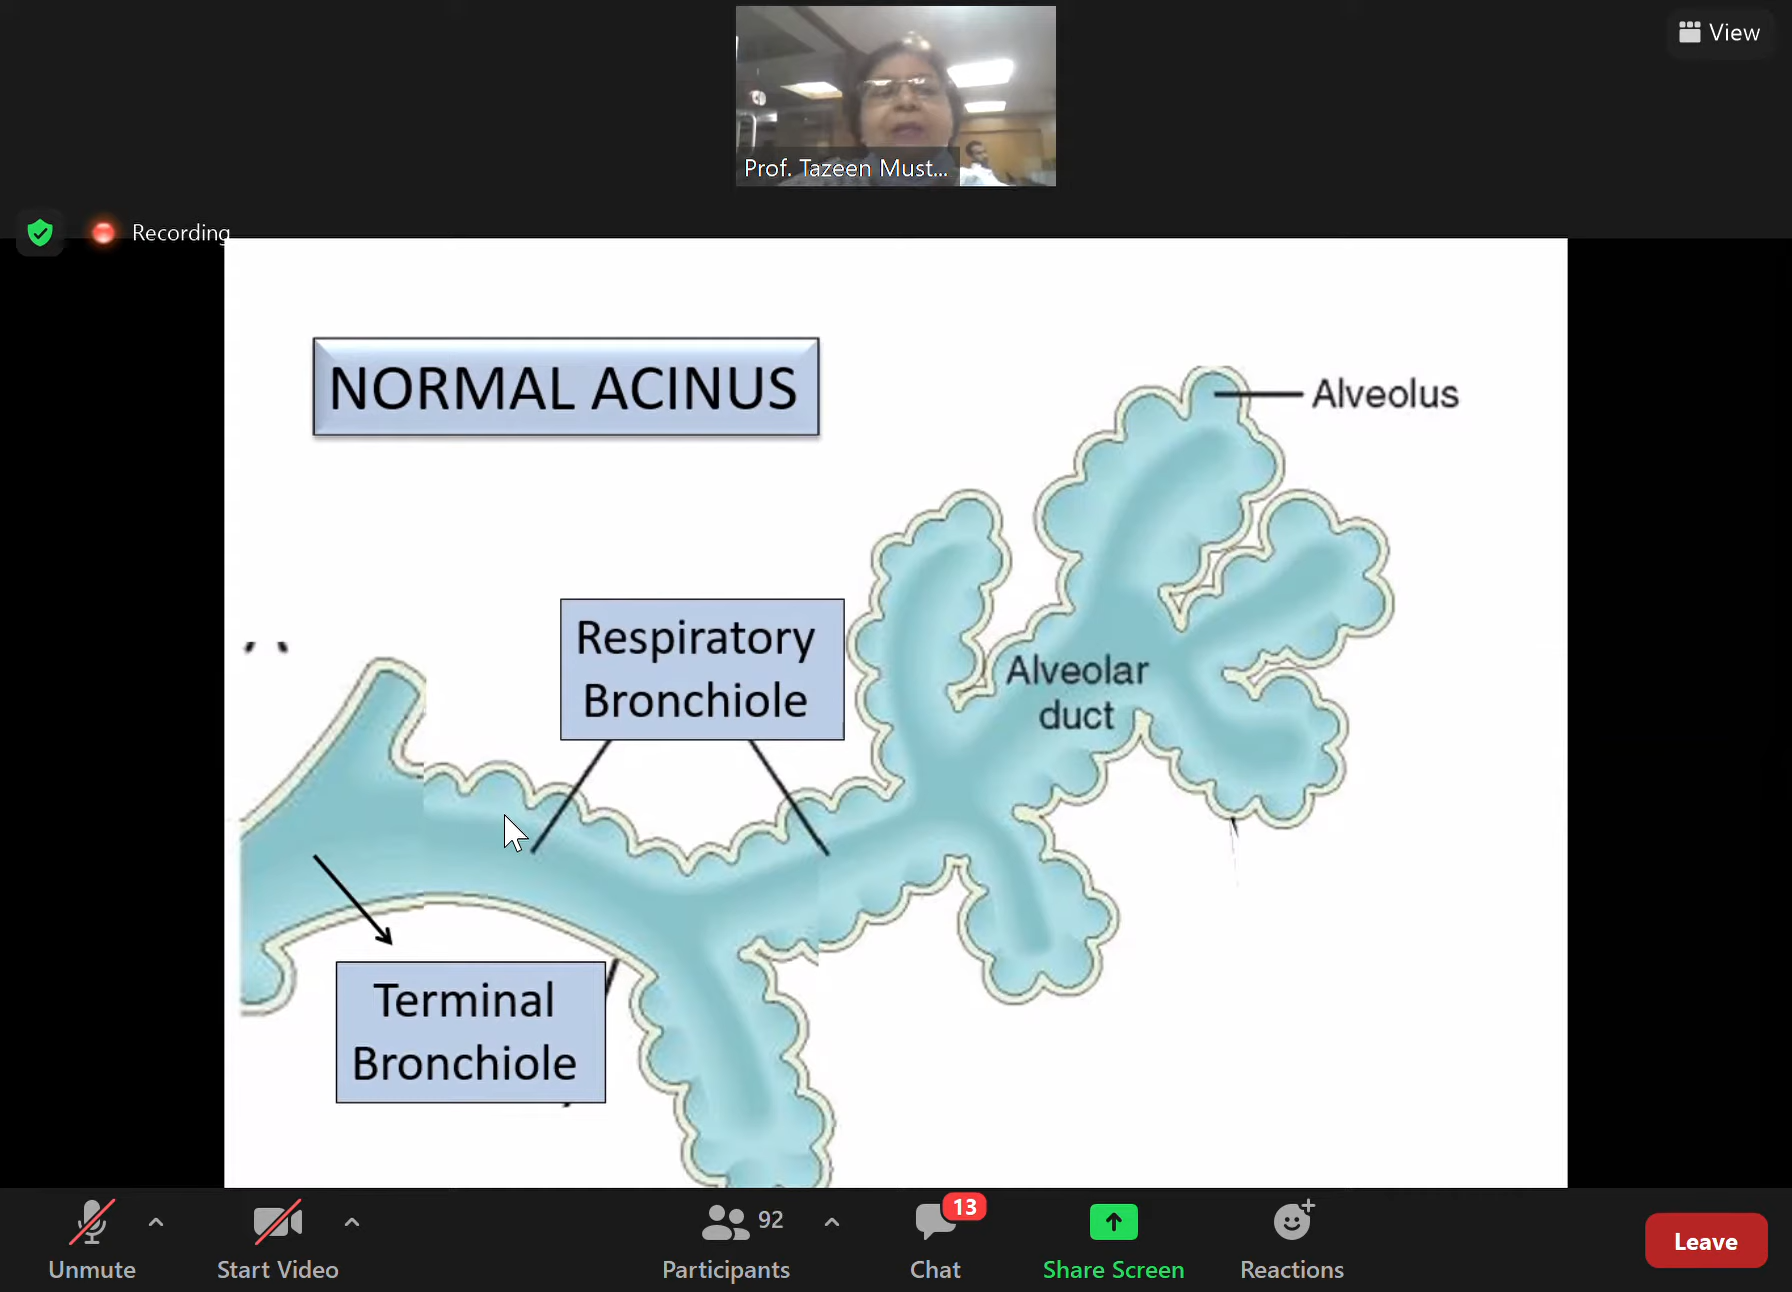 View
Prof. Tazeen Must...
Recording
NORMAL ACINUS
Alveolus
Respiratory
Bronchiole
Alveolar
duct
Terminal
Bronchiole
92
13
Unmute
Start Video
Participants
Chat
Share Screen
Reactions
Leave